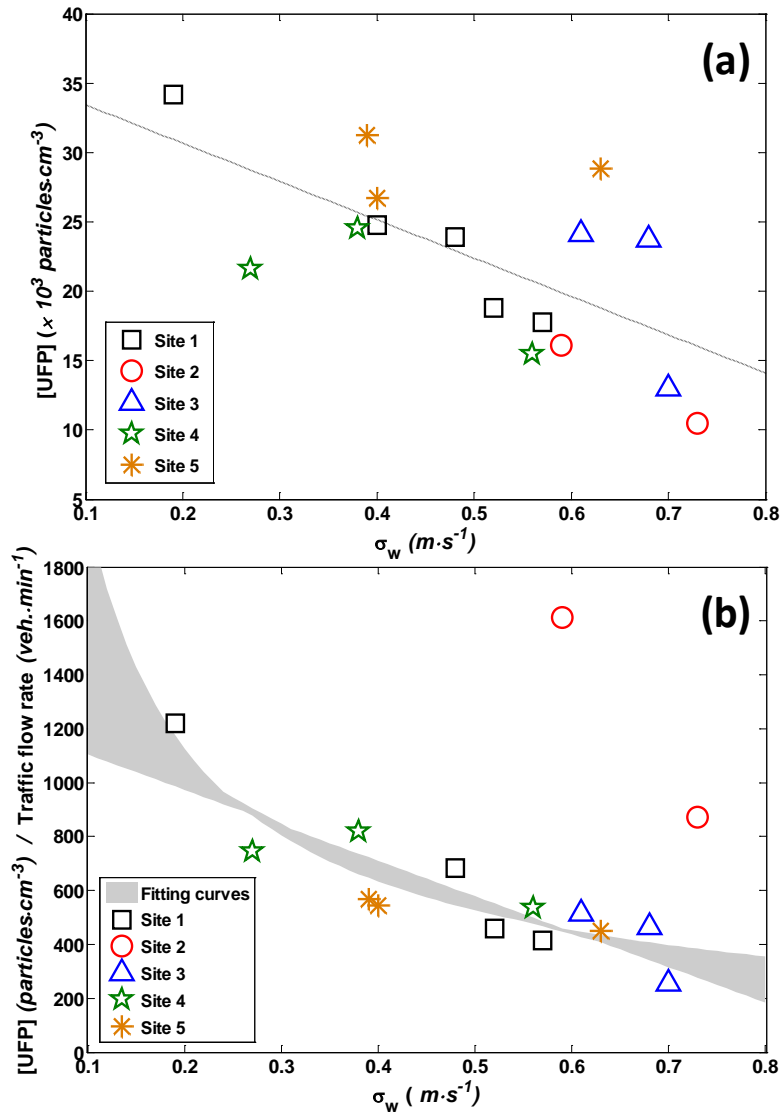 (a)
[UFP] (× 10³ particles·cm⁻³)
40
35
30
25
20
15
10
5
Site 1
Site 2
Site 3
Site 4
Site 5
0.1 0.2 0.3 0.4 0.5 0.6 0.7 0.8
σw (m·s⁻¹)
(b)
[UFP] (particles·cm⁻³) / Traffic flow rate (veh.·min⁻¹)
1800
1600
1400
1200
1000
800
600
400
200
0
Fitting curves
Site 1
Site 2
Site 3
Site 4
Site 5
0.1 0.2 0.3 0.4 0.5 0.6 0.7 0.8
σw ( m·s⁻¹)